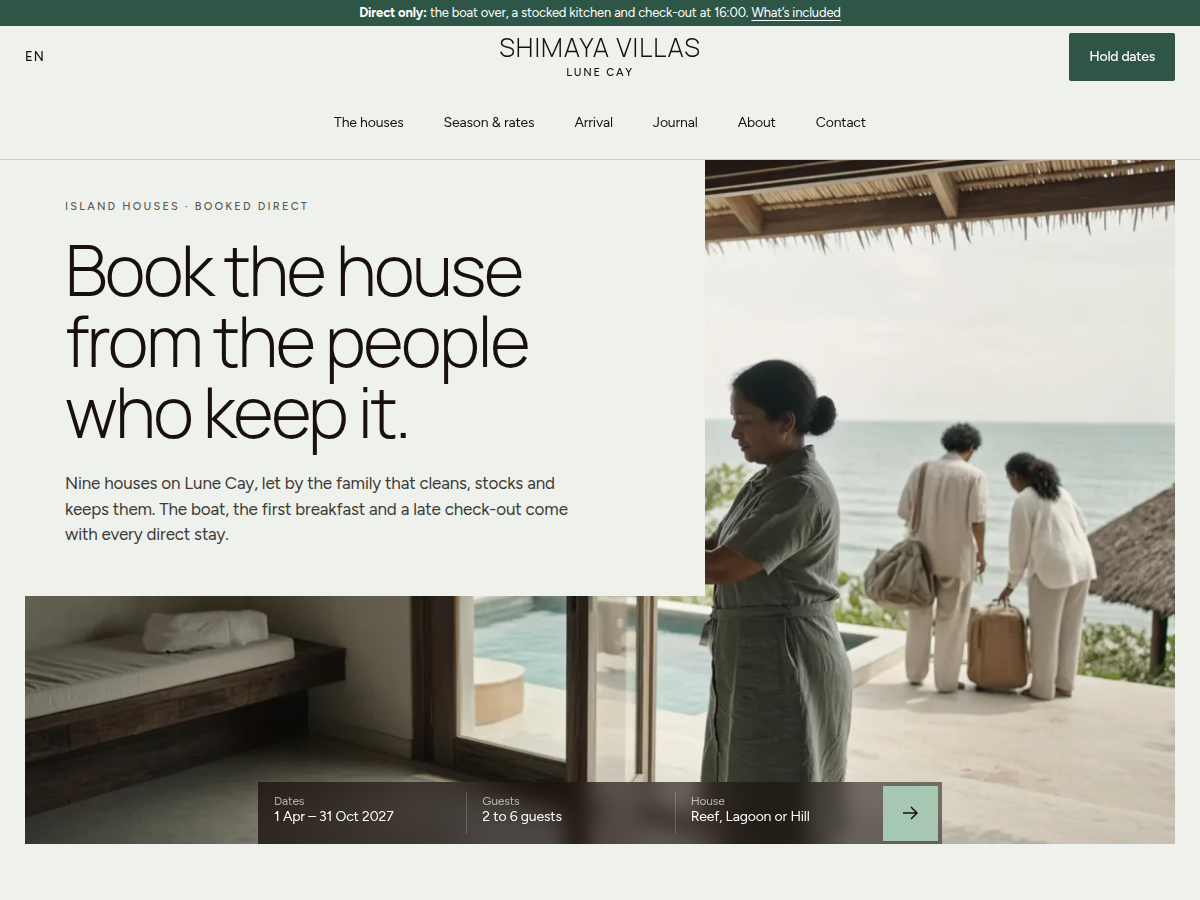 Direct only: the boat over, a stocked kitchen and check-out at 16:00. What's included
EN
SHIMAYA VILLAS
LUNE CAY
Hold dates
The houses
Season & rates
Arrival
Journal
About
Contact
ISLAND HOUSES · BOOKED DIRECT
Book the house
from the people
who keep it.
Nine houses on Lune Cay, let by the family that cleans, stocks and
keeps them. The boat, the first breakfast and a late check-out come
with every direct stay.
Dates
1 Apr – 31 Oct 2027
Guests
2 to 6 guests
House
Reef, Lagoon or Hill